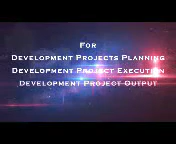 For
Development Projects Planning
Development Project Execution
Development Project Output